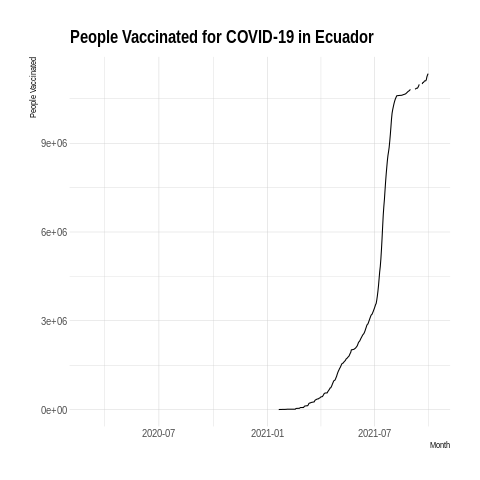 People Vaccinated for COVID-19 in Ecuador
People Vaccinated
9e+06
6e+06
3e+06
0e+00
2020-07
2021-01
2021-07
Month